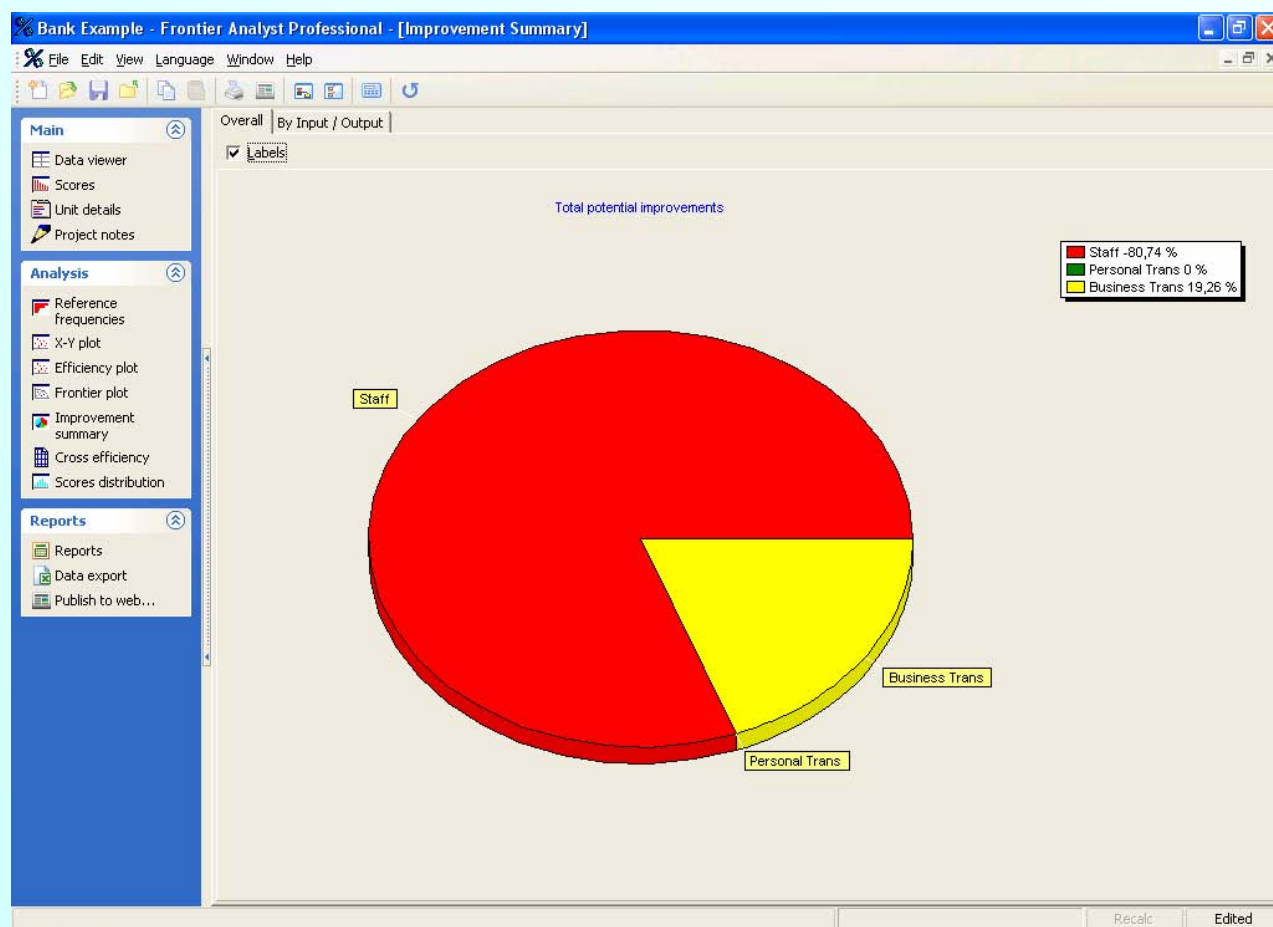 Bank Example - Frontier Analyst Professional - [Improvement Summary]
File Edit View Language Window Help
Main
Data viewer
Scores
Unit details
Project notes
Analysis
Reference
frequencies
X-Y plot
Efficiency plot
Frontier plot
Improvement
summary
Cross efficiency
Scores distribution
Reports
Reports
Data export
Publish to web...
Overall By Input / Output
Labels
Total potential improvements
Staff -80,74 %
Personal Trans 0 %
Business Trans 19,26 %
Staff
Business Trans
Personal Trans
Recalc Edited